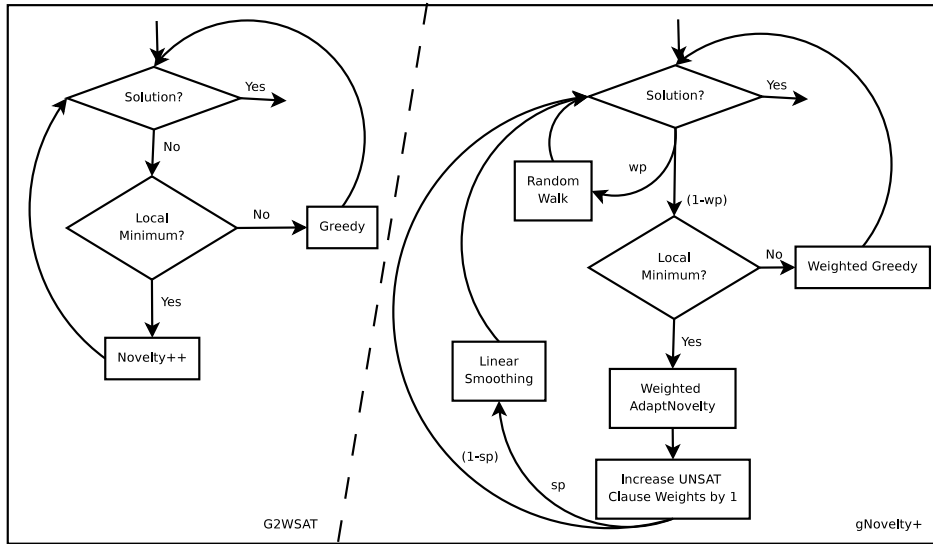 Solution?
Yes
No
Local
Minimum?
No
Greedy
Yes
Novelty++
G2WSAT
Solution?
Yes
wp
Random
Walk
(1-wp)
Local
Minimum?
No
Weighted Greedy
Yes
Linear
Smoothing
Weighted
AdaptNovelty
(1-sp)
sp
Increase UNSAT
Clause Weights by 1
gNovelty+